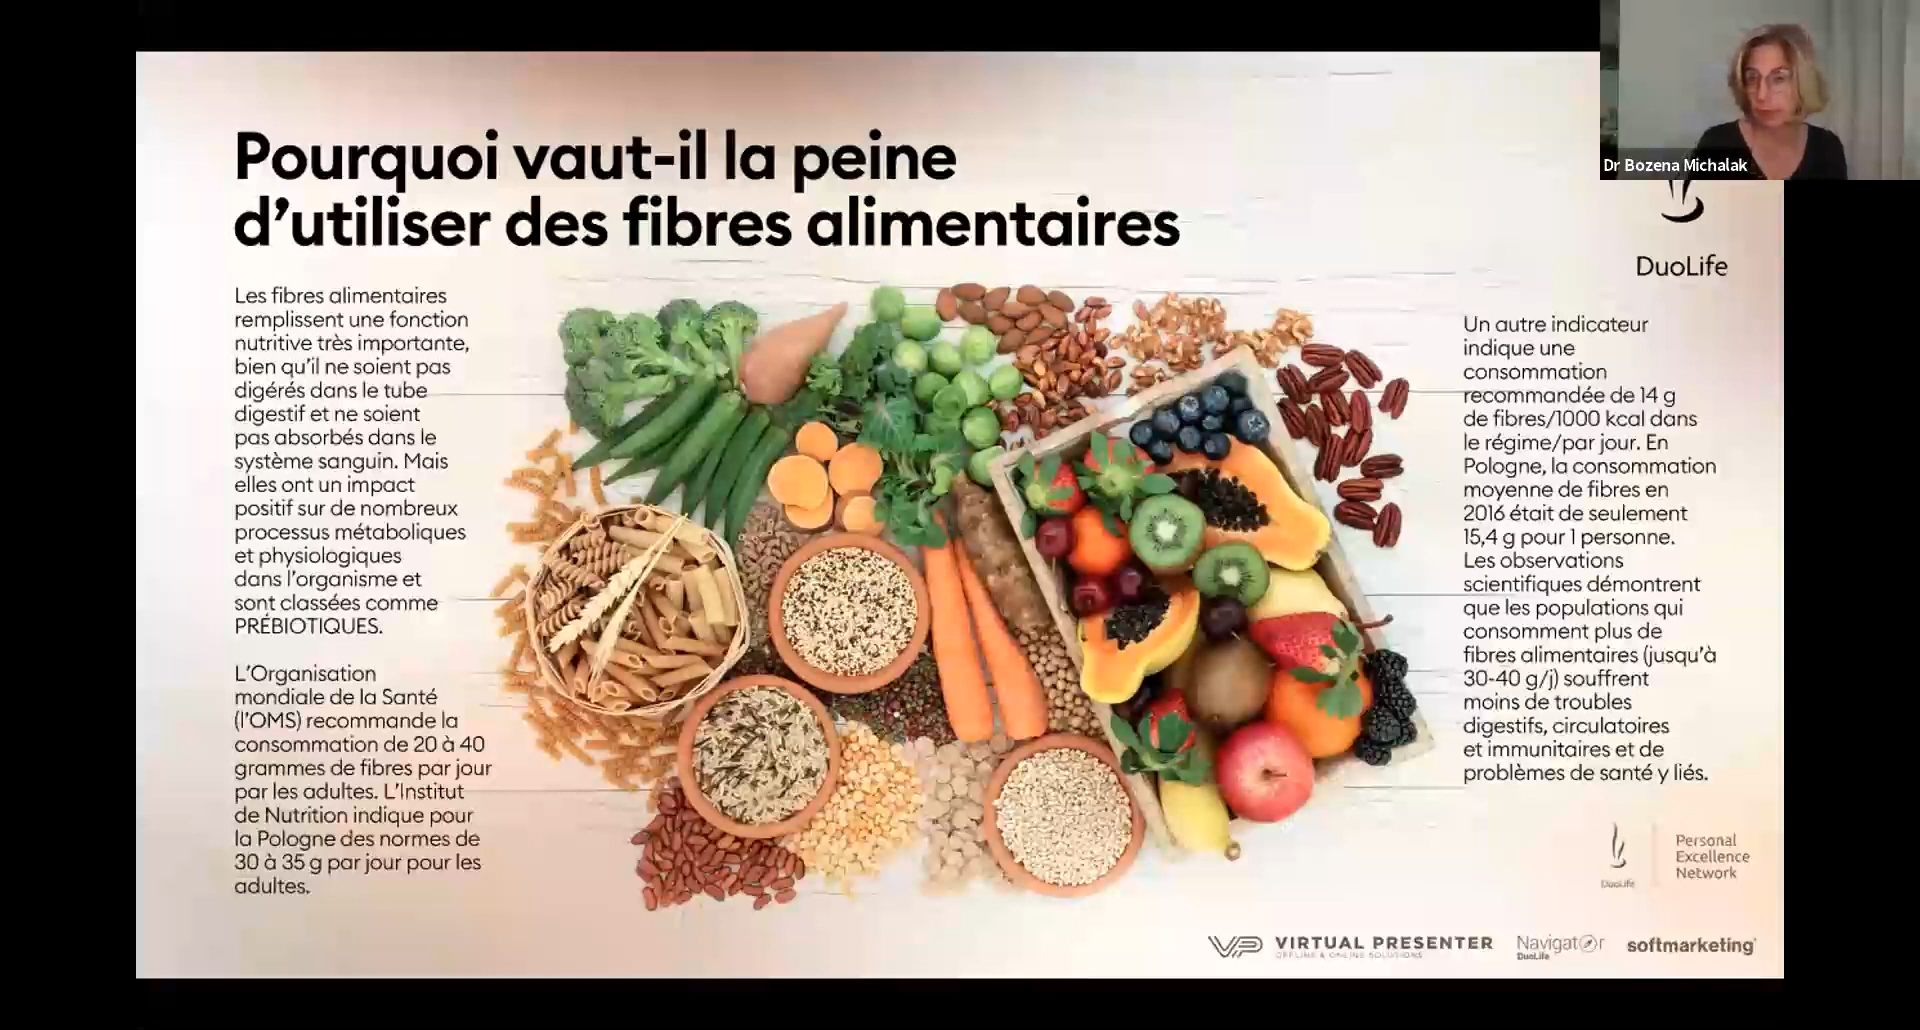 Pourquoi vaut-il la peine
d'utiliser des fibres alimentaires
Dr Bozena Michalak
DuoLife
Les fibres alimentaires
remplissent une fonction
nutritive très importante,
bien qu'il ne soient pas
digérés dans le tube
digestif et ne soient
pas absorbés dans le
système sanguin. Mais
elles ont un impact
positif sur de nombreux
processus métaboliques
et physiologiques
dans l'organisme et
sont classées comme
PRÉBIOTIQUES.
L'Organisation
mondiale de la Santé
(l'OMS) recommande la
consommation de 20 à 40
grammes de fibres par jour
par les adultes. L'Institut
de Nutrition indique pour
la Pologne des normes de
30 à 35 g par jour pour les
adultes.
Un autre indicateur
indique une
consommation
recommandée de 14 g
de fibres/1000 kcal dans
le régime/par jour. En
Pologne, la consommation
moyenne de fibres en
2016 était de seulement
15,4 g pour 1 personne.
Les observations
scientifiques démontrent
que les populations qui
consomment plus de
fibres alimentaires (jusqu'à
30-40 g/j) souffrent
moins de troubles
digestifs, circulatoires
et immunitaires et de
problèmes de santé y liés.
DuoLife
Personal
Excellence
Network
VP VIRTUAL PRESENTER
OFFLINE & ONLINE SOLUTIONS
Navigator
DuoLife
softmarketing